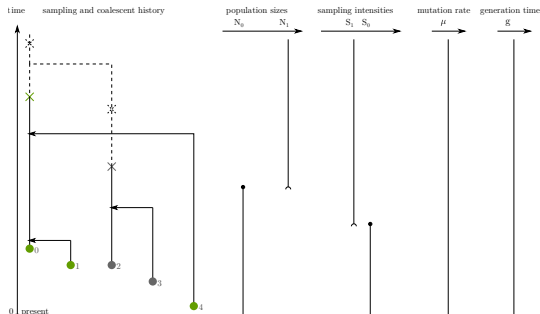 time sampling and coalescent history population sizes sampling intensities mutation rate generation time
N₀ N₁ S₁ S₀ μ g
0
1
2
3
4
0 present